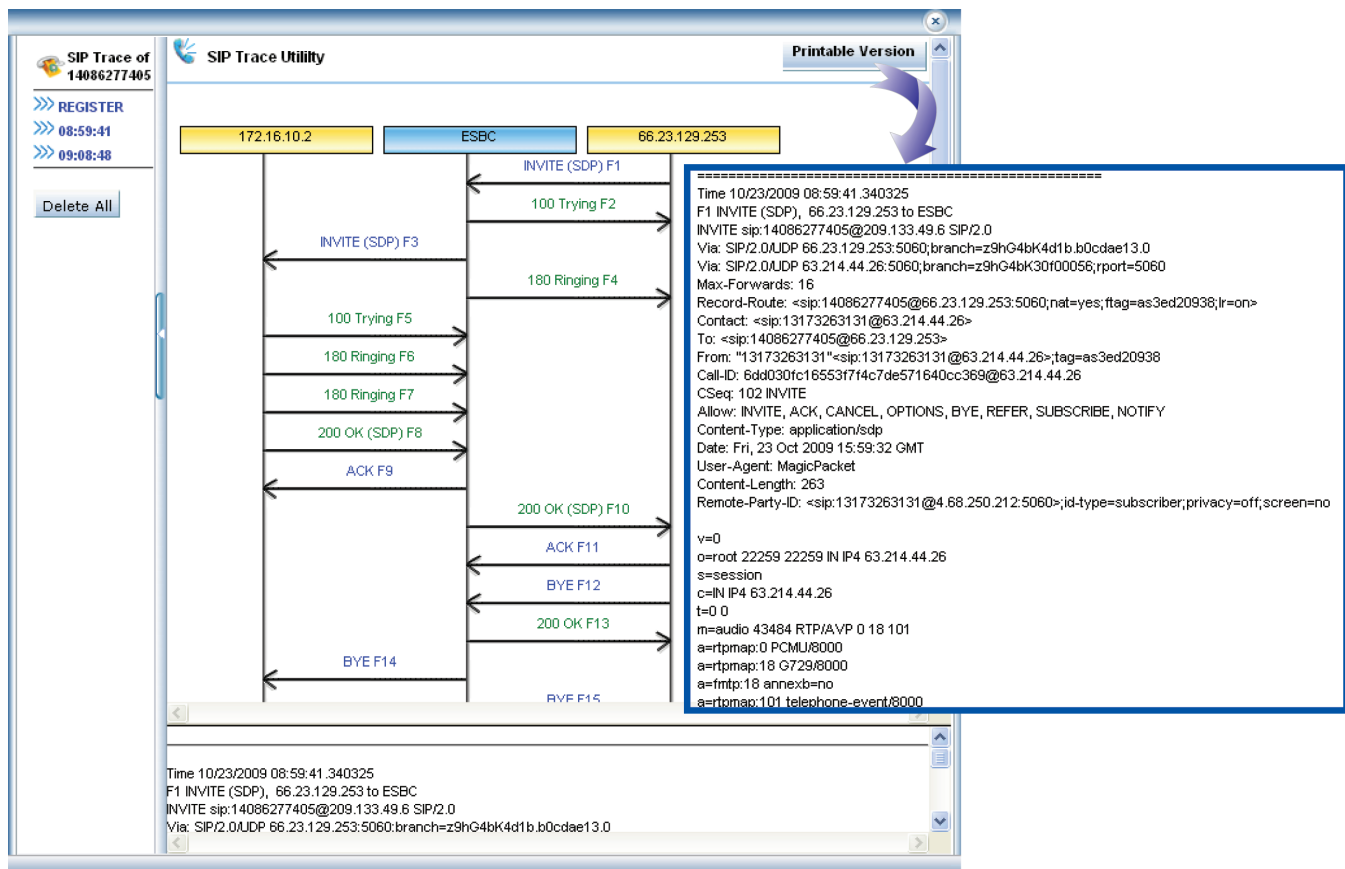 SIP Trace of
14086277405
REGISTER
08:59:41
09:08:48
Delete All
SIP Trace Utililty
Printable Version
172.16.10.2
ESBC
66.23.129.253
INVITE (SDP) F1
100 Trying F2
INVITE (SDP) F3
180 Ringing F4
100 Trying F5
180 Ringing F6
180 Ringing F7
200 OK (SDP) F8
ACK F9
200 OK (SDP) F10
ACK F11
BYE F12
200 OK F13
BYE F14
BYE F15
====================================================
Time 10/23/2009 08:59:41.340325
F1 INVITE (SDP), 66.23.129.253 to ESBC
INVITE sip:14086277405@209.133.49.6 SIP/2.0
Via: SIP/2.0/UDP 66.23.129.253:5060;branch=z9hG4bK4d1b.b0cdae13.0
Via: SIP/2.0/UDP 63.214.44.26:5060;branch=z9hG4bK30f00056;rport=5060
Max-Forwards: 16
Record-Route: <sip:14086277405@66.23.129.253:5060;nat=yes;ftag=as3ed20938;lr=on>
Contact: <sip:13173263131@63.214.44.26>
To: <sip:14086277405@66.23.129.253>
From: "13173263131"<sip:13173263131@63.214.44.26>;tag=as3ed20938
Call-ID: 6dd030fc16553f7f4c7de571640cc369@63.214.44.26
CSeq: 102 INVITE
Allow: INVITE, ACK, CANCEL, OPTIONS, BYE, REFER, SUBSCRIBE, NOTIFY
Content-Type: application/sdp
Date: Fri, 23 Oct 2009 15:59:32 GMT
User-Agent: MagicPacket
Content-Length: 263
Remote-Party-ID: <sip:13173263131@4.68.250.212:5060>;id-type=subscriber;privacy=off;screen=no
v=0
o=root 22259 22259 IN IP4 63.214.44.26
s=session
c=IN IP4 63.214.44.26
t=0 0
m=audio 43484 RTP/AVP 0 18 101
a=rtpmap:0 PCMU/8000
a=rtpmap:18 G729/8000
a=fmtp:18 annexb=no
a=rtpmap:101 telephone-event/8000
Time 10/23/2009 08:59:41.340325
F1 INVITE (SDP), 66.23.129.253 to ESBC
INVITE sip:14086277405@209.133.49.6 SIP/2.0
Via: SIP/2.0/UDP 66.23.129.253:5060;branch=z9hG4bK4d1b.b0cdae13.0